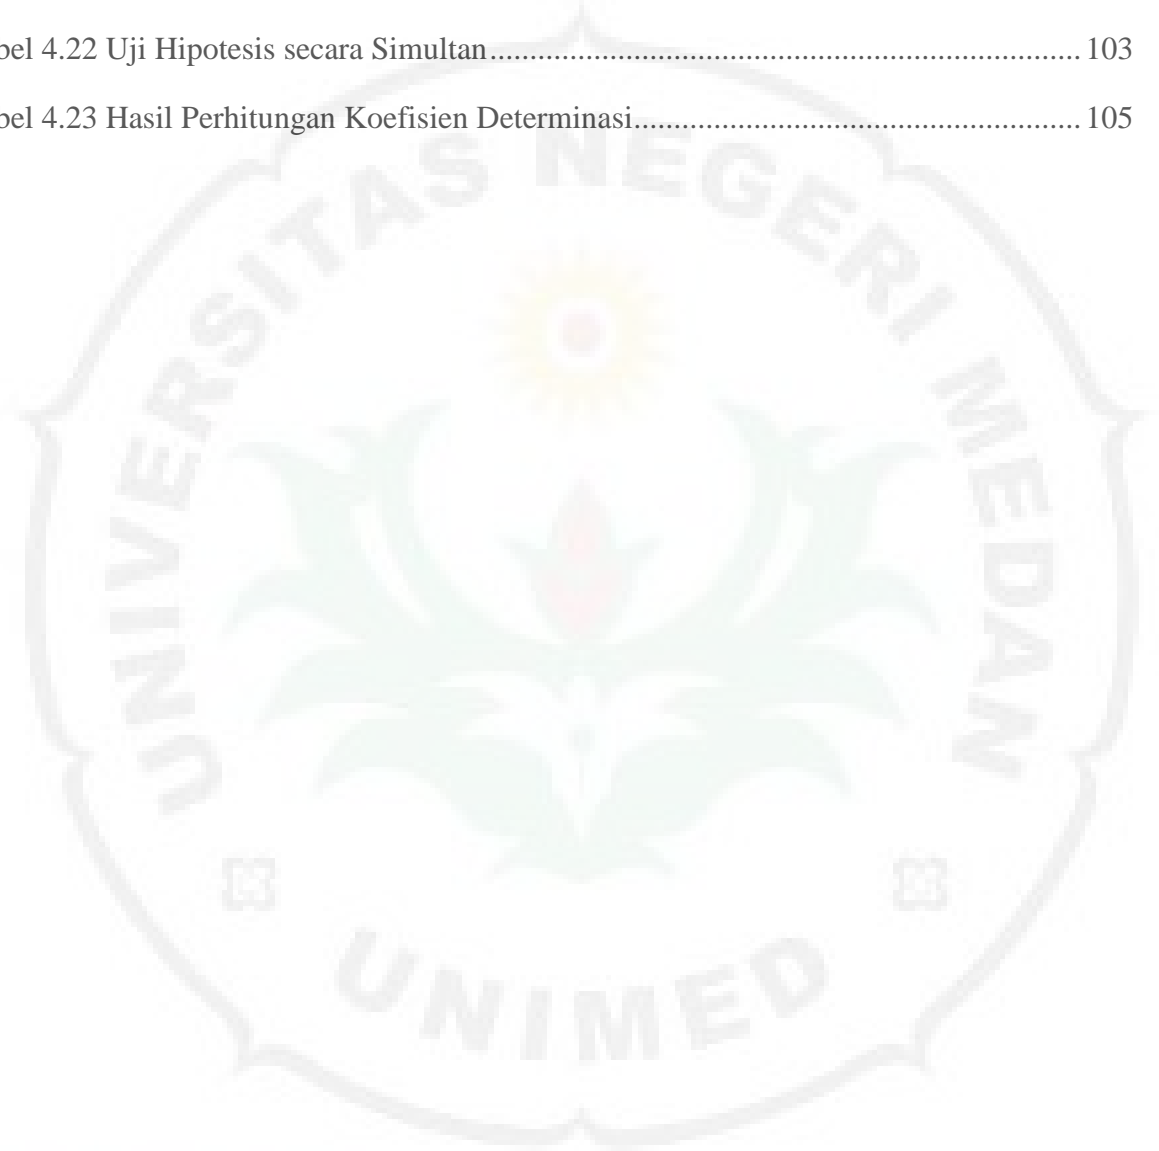 bel 4.22 Uji Hipotesis secara Simultan........................................................................ 103
bel 4.23 Hasil Perhitungan Koefisien Determinasi...................................................... 105
UNIVERSITAS NEGERI MEDAN
UNIMED